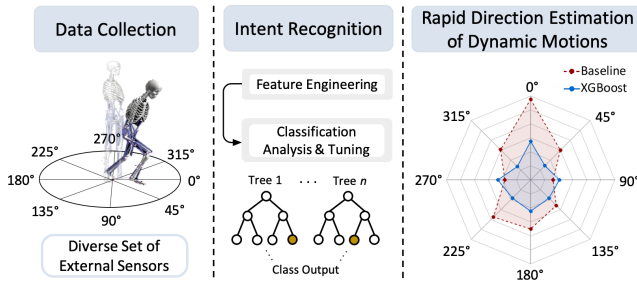 Data Collection
270°
225°
315°
180°
0°
135°
45°
90°
Diverse Set of
External Sensors
Intent Recognition
Feature Engineering
Classification
Analysis & Tuning
Tree 1 · · · Tree n
Class Output
Rapid Direction Estimation
of Dynamic Motions
Baseline
XGBoost
0°
315°
45°
270°
90°
225°
135°
180°